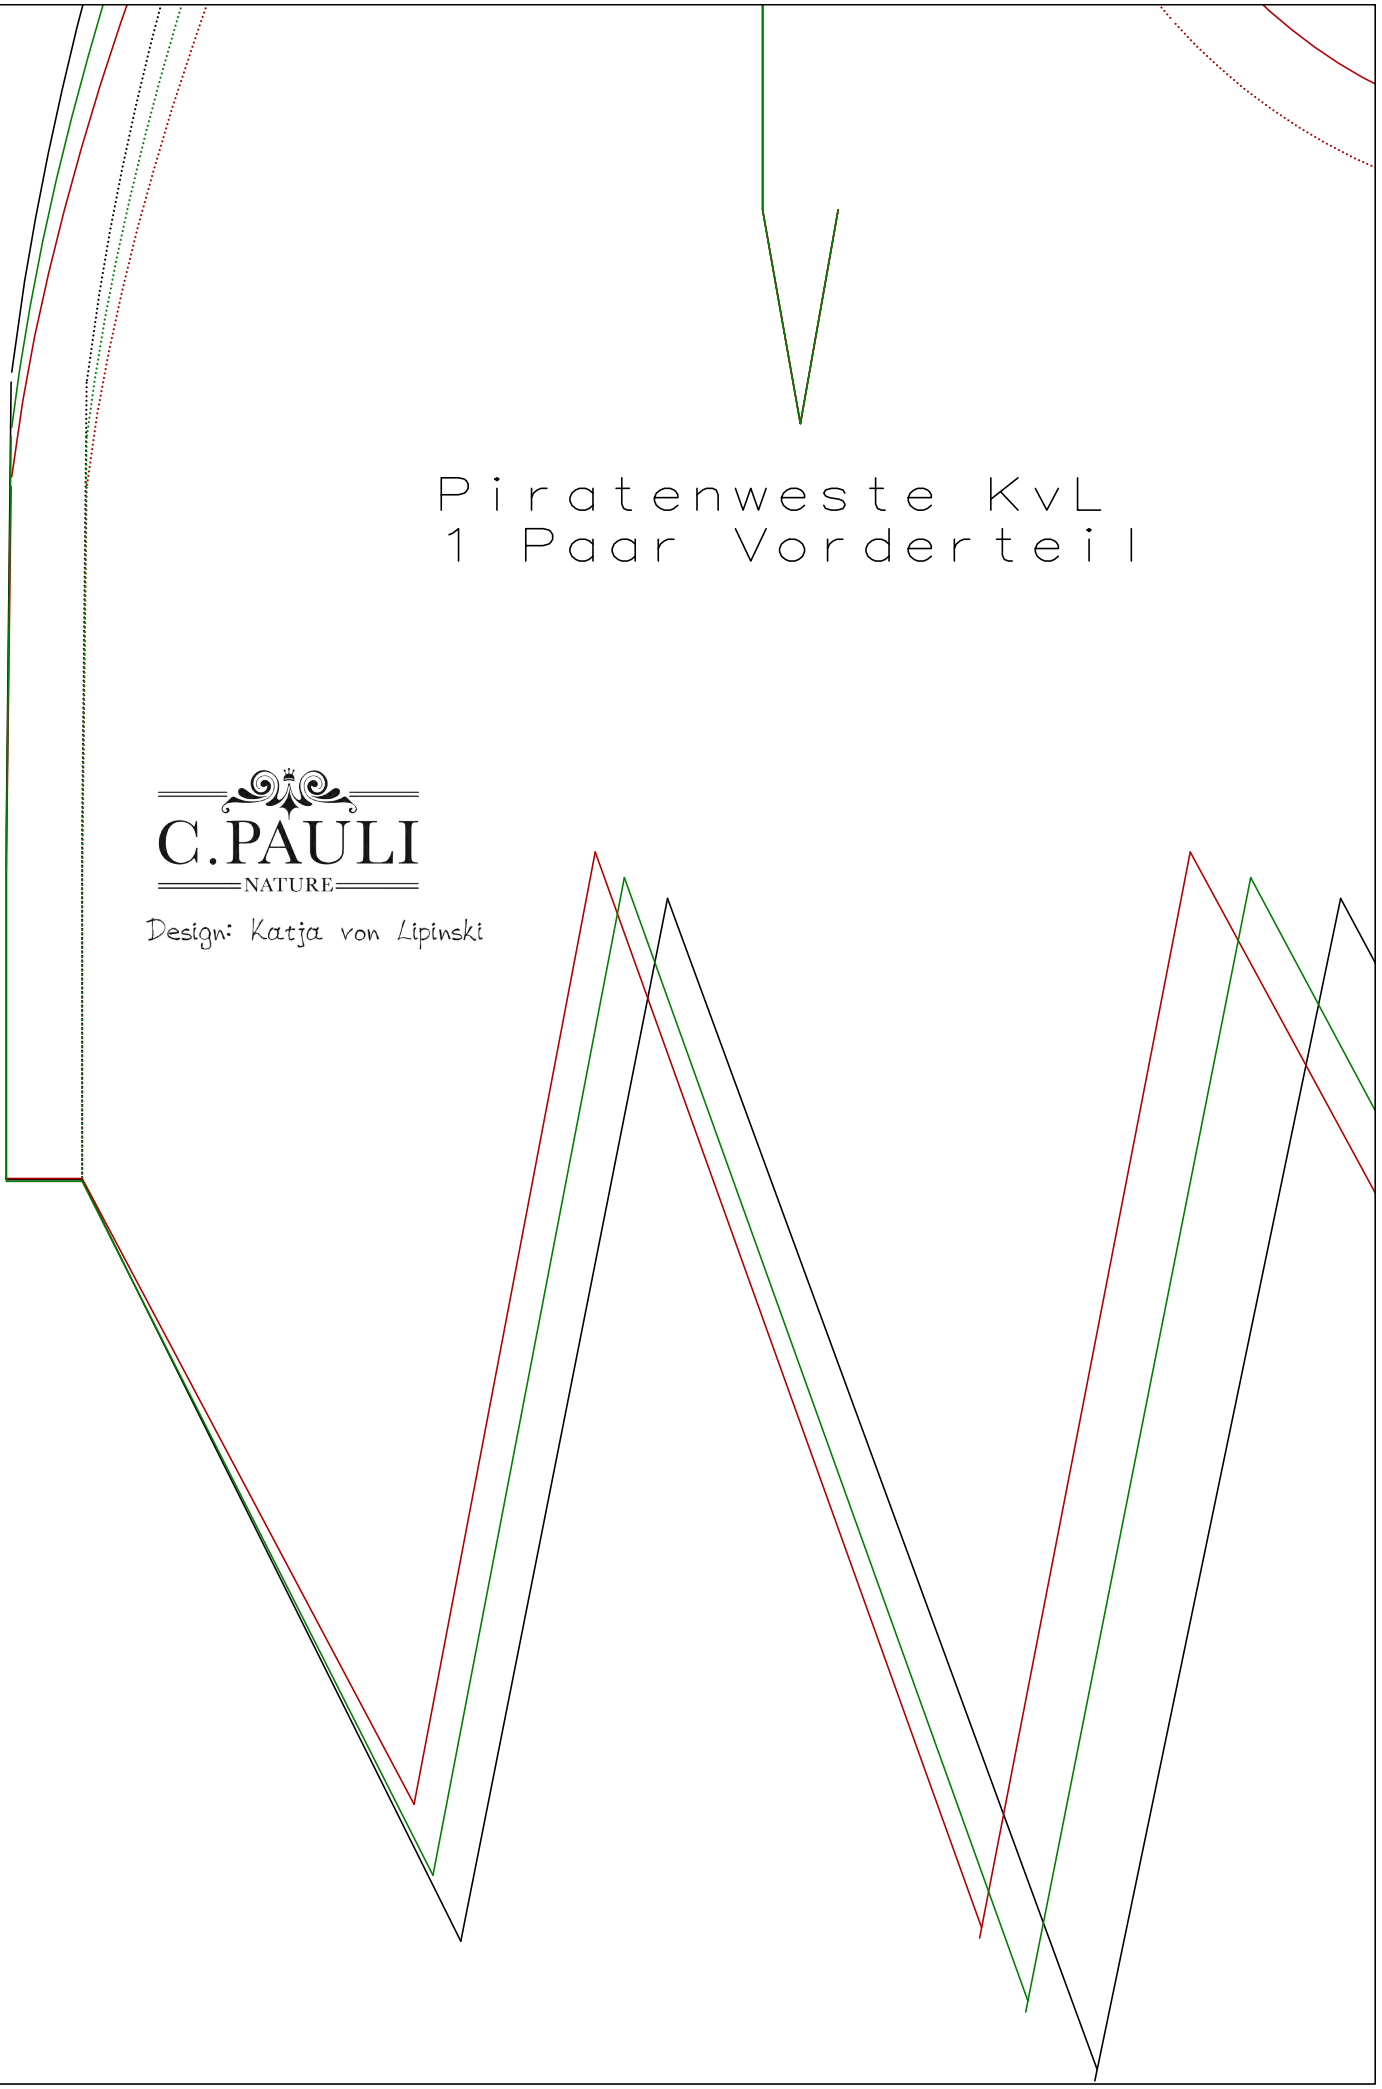 Piratenweste KvL
1 Paar Vorderteil
C.PAULI
NATURE
Design: Katja von Lipinski